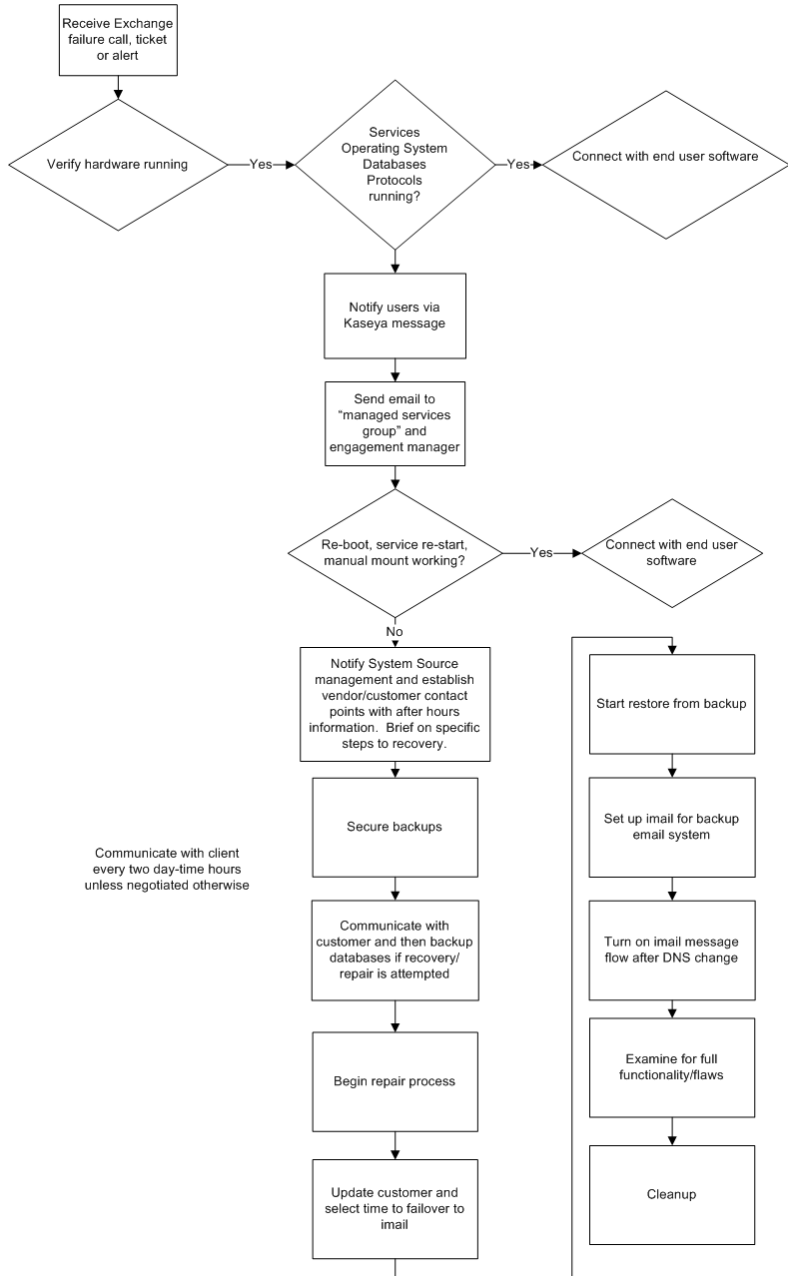 Receive Exchange
failure call, ticket
or alert
Verify hardware running
Yes
Services
Operating System
Databases
Protocols
running?
Yes
Connect with end user software
Notify users via
Kaseya message
Send email to
“managed services
group” and
engagement manager
Re-boot, service re-start,
manual mount working?
Yes
Connect with end user
software
No
Notify System Source
management and establish
vendor/customer contact
points with after hours
information. Brief on specific
steps to recovery.
Secure backups
Communicate with client
every two day-time hours
unless negotiated otherwise
Communicate with
customer and then backup
databases if recovery/
repair is attempted
Begin repair process
Update customer and
select time to failover to
imail
Start restore from backup
Set up imail for backup
email system
Turn on imail message
flow after DNS change
Examine for full
functionality/flaws
Cleanup